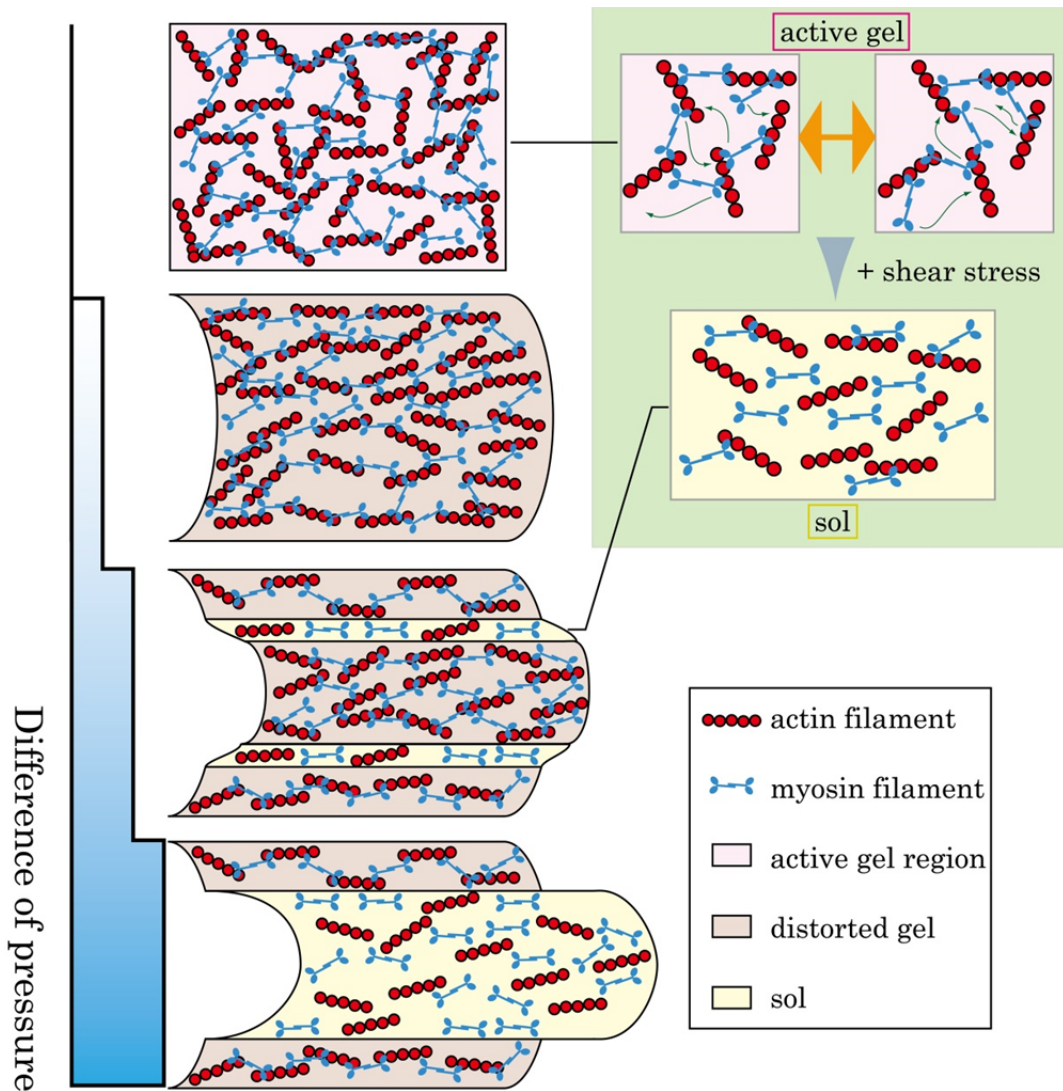 active gel
+ shear stress
sol
Difference of pressure
actin filament
myosin filament
active gel region
distorted gel
sol